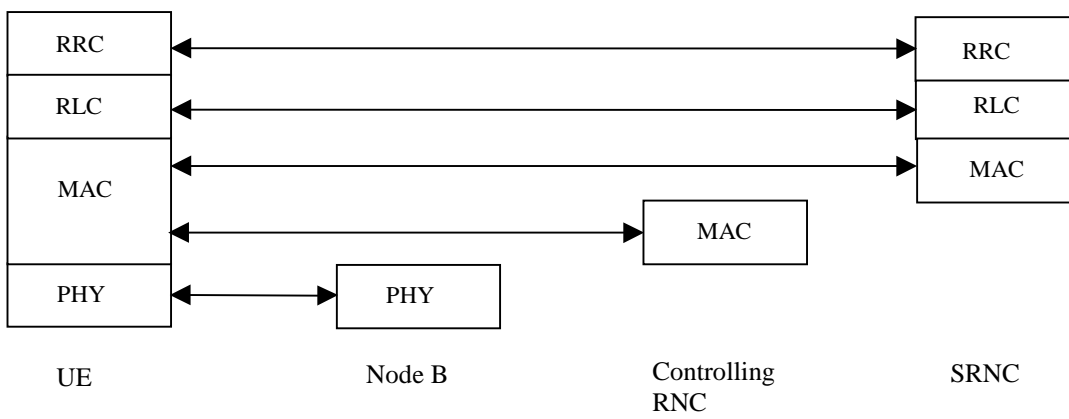 RRC
RRC
RLC
RLC
MAC
MAC
MAC
PHY
PHY
UE
Node B
Controlling
RNC
SRNC